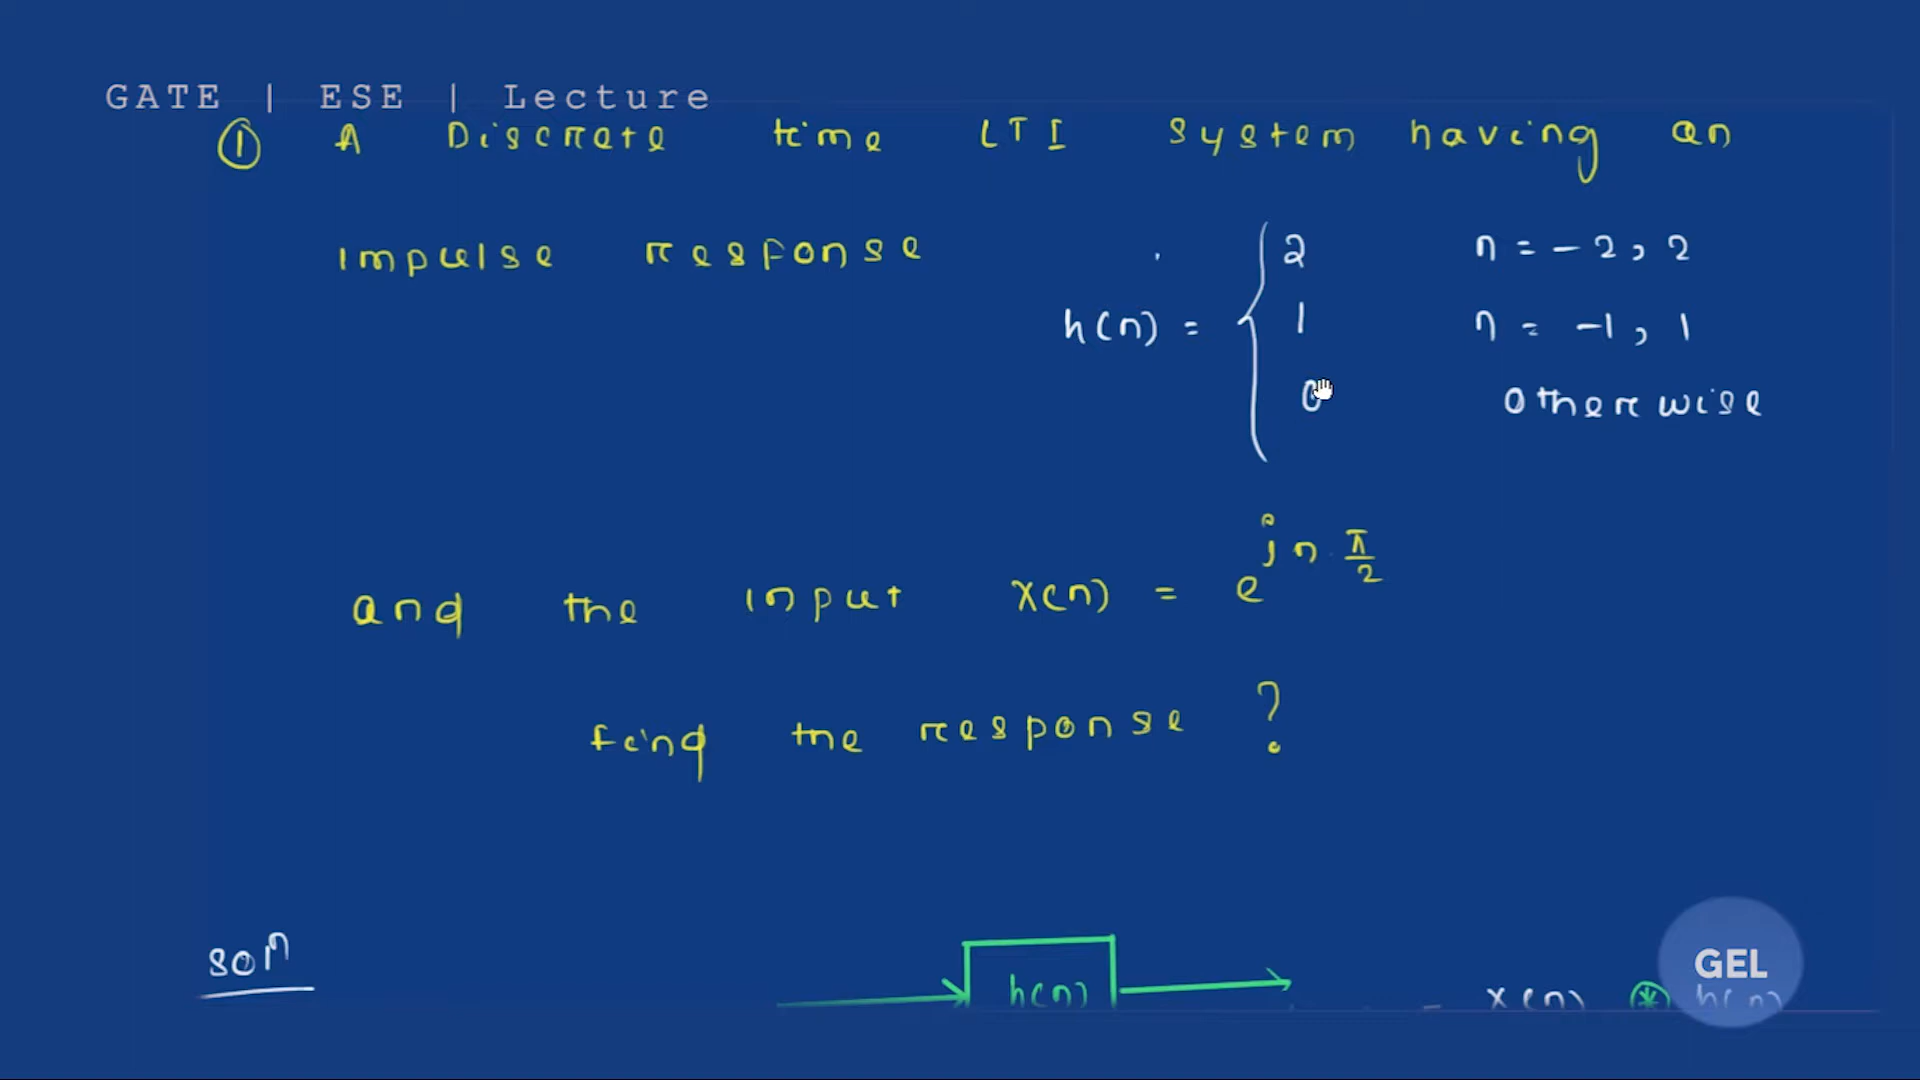 GATE | ESE | Lecture
① A Discrete time LTI system having an
impulse response
h(n) = { 2 n = -2, 2
1 n = -1, 1
0 otherwise
and the input x(n) = e^{jn π/2}
find the response ?
Solⁿ
h(n)
= x(n) ⊛ h(n)
GEL